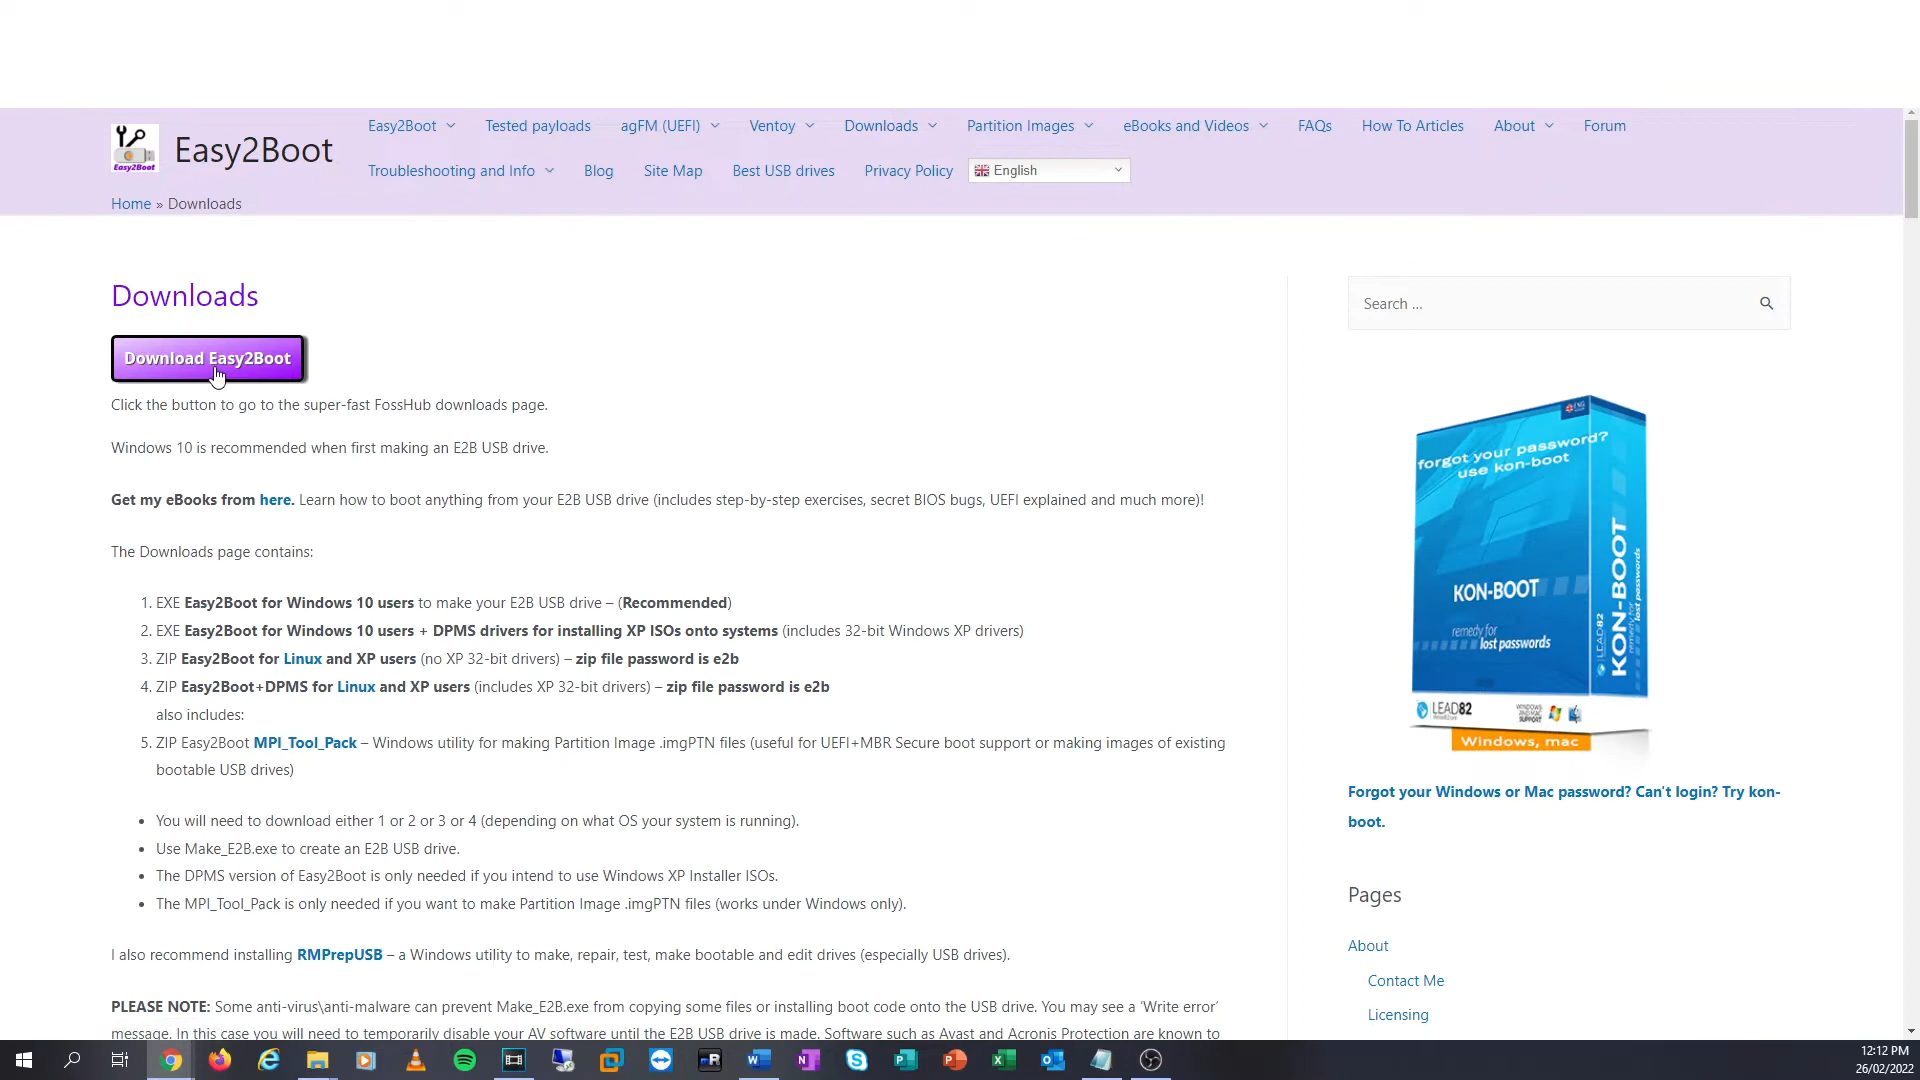 Easy2Boot
Easy2Boot
Easy2Boot Tested payloads agFM (UEFI) Ventoy Downloads Partition Images eBooks and Videos FAQs How To Articles About Forum
Troubleshooting and Info Blog Site Map Best USB drives Privacy Policy English
Home » Downloads
Downloads
Search ...
Download Easy2Boot
Click the button to go to the super-fast FossHub downloads page.
Windows 10 is recommended when first making an E2B USB drive.
Get my eBooks from here. Learn how to boot anything from your E2B USB drive (includes step-by-step exercises, secret BIOS bugs, UEFI explained and much more)!
The Downloads page contains:
1. EXE Easy2Boot for Windows 10 users to make your E2B USB drive – (Recommended)
2. EXE Easy2Boot for Windows 10 users + DPMS drivers for installing XP ISOs onto systems (includes 32-bit Windows XP drivers)
3. ZIP Easy2Boot for Linux and XP users (no XP 32-bit drivers) – zip file password is e2b
4. ZIP Easy2Boot+DPMS for Linux and XP users (includes XP 32-bit drivers) – zip file password is e2b
also includes:
5. ZIP Easy2Boot MPI_Tool_Pack – Windows utility for making Partition Image .imgPTN files (useful for UEFI+MBR Secure boot support or making images of existing
bootable USB drives)
• You will need to download either 1 or 2 or 3 or 4 (depending on what OS your system is running).
• Use Make_E2B.exe to create an E2B USB drive.
• The DPMS version of Easy2Boot is only needed if you intend to use Windows XP Installer ISOs.
• The MPI_Tool_Pack is only needed if you want to make Partition Image .imgPTN files (works under Windows only).
I also recommend installing RMPrepUSB – a Windows utility to make, repair, test, make bootable and edit drives (especially USB drives).
PLEASE NOTE: Some anti-virus\anti-malware can prevent Make_E2B.exe from copying some files or installing boot code onto the USB drive. You may see a ‘Write error’
message. In this case you will need to temporarily disable your AV software until the E2B USB drive is made. Software such as Avast and Acronis Protection are known to
ENG
forgot your password?
use kon-boot
KON-BOOT
remedy for
lost passwords
KON-BOOT
remedy for lost passwords
LEAD82
LEAD82
WINDOWS
AND MAC
SUPPORT
Windows, mac
Forgot your Windows or Mac password? Can't login? Try kon-
boot.
Pages
About
Contact Me
Licensing
12:12 PM
26/02/2022